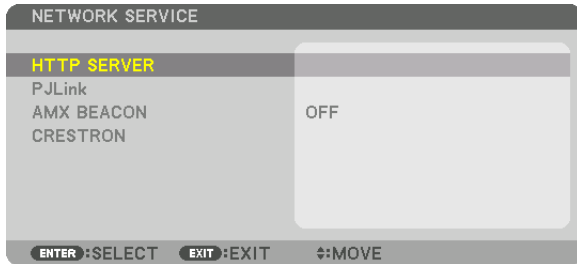 NETWORK SERVICE
HTTP SERVER
PJLink
AMX BEACON OFF
CRESTRON
ENTER :SELECT EXIT :EXIT ⬍:MOVE